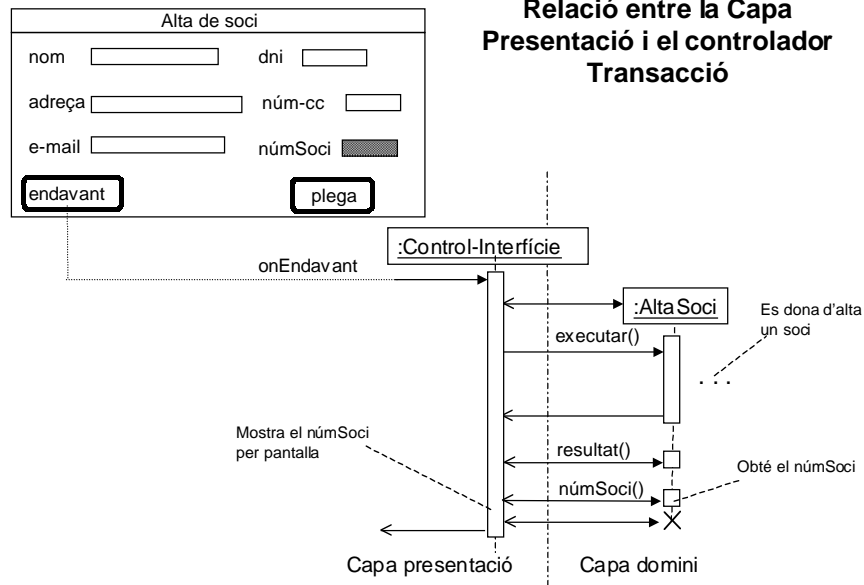 Relació entre la Capa
Presentació i el controlador
Transacció
Alta de soci
nom
dni
adreça
núm-cc
e-mail
númSoci
endavant
plega
:Control-Interfície
onEndavant
:AltaSoci
Es dona d'alta
un soci
executar()
. . .
Mostra el númSoci
per pantalla
resultat()
Obté el númSoci
númSoci()
Capa presentació
Capa domini